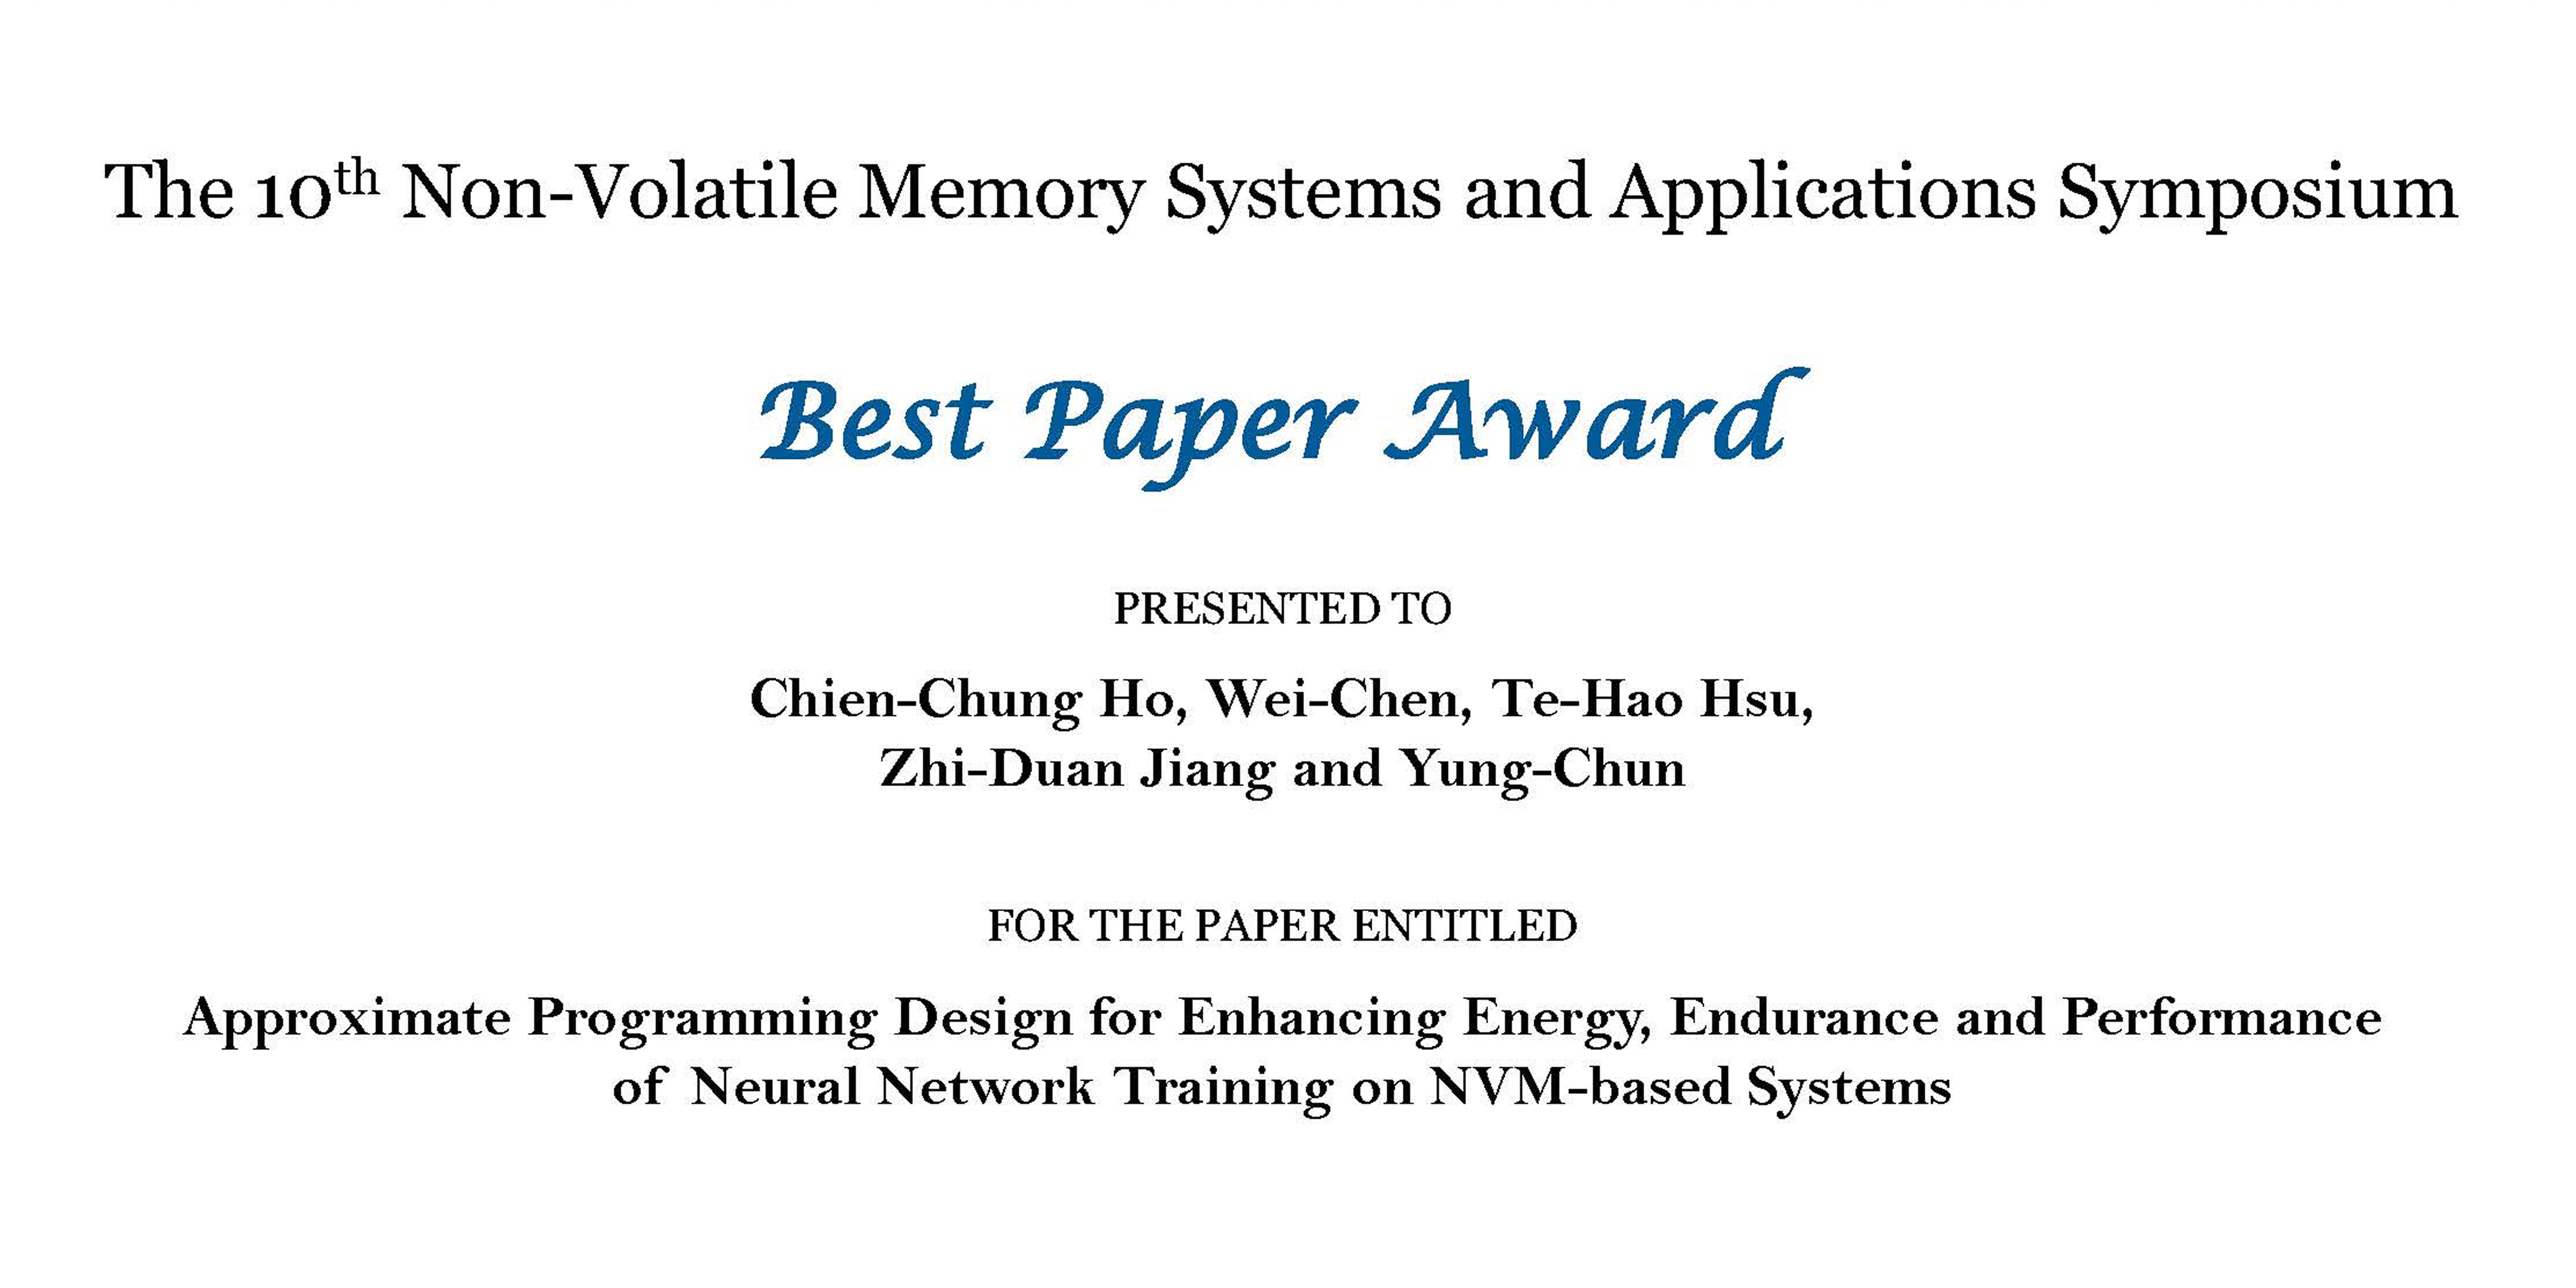 The 10th Non-Volatile Memory Systems and Applications Symposium
Best Paper Award
PRESENTED TO
Chien-Chung Ho, Wei-Chen, Te-Hao Hsu,
Zhi-Duan Jiang and Yung-Chun
FOR THE PAPER ENTITLED
Approximate Programming Design for Enhancing Energy, Endurance and Performance
of Neural Network Training on NVM-based Systems